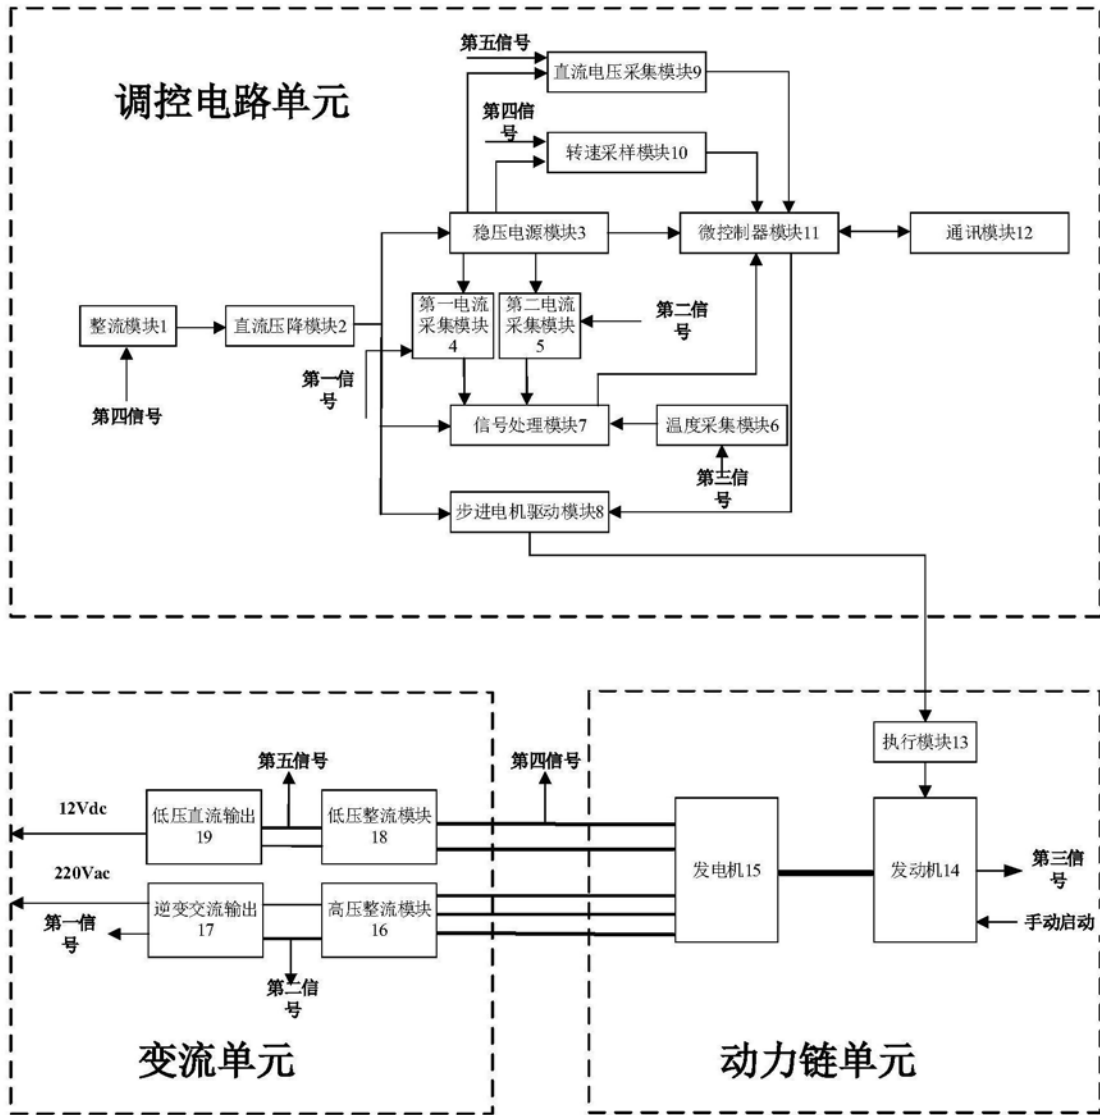 第五信号
直流电压采集模块9
调控电路单元
第四信
号
转速采样模块10
稳压电源模块3
微控制器模块11
通讯模块12
整流模块1
直流压降模块2
第一电流
采集模块
4
第二电流
采集模块
5
第二信
号
第一信
号
第四信号
信号处理模块7
温度采集模块6
第三信
号
步进电机驱动模块8
执行模块13
第五信号
第四信号
12Vdc
低压直流输出
19
低压整流模块
18
发电机15
发动机14
第三信
号
220Vac
第一信
号
逆变交流输出
17
高压整流模块
16
手动启动
第二信
号
变流单元
动力链单元